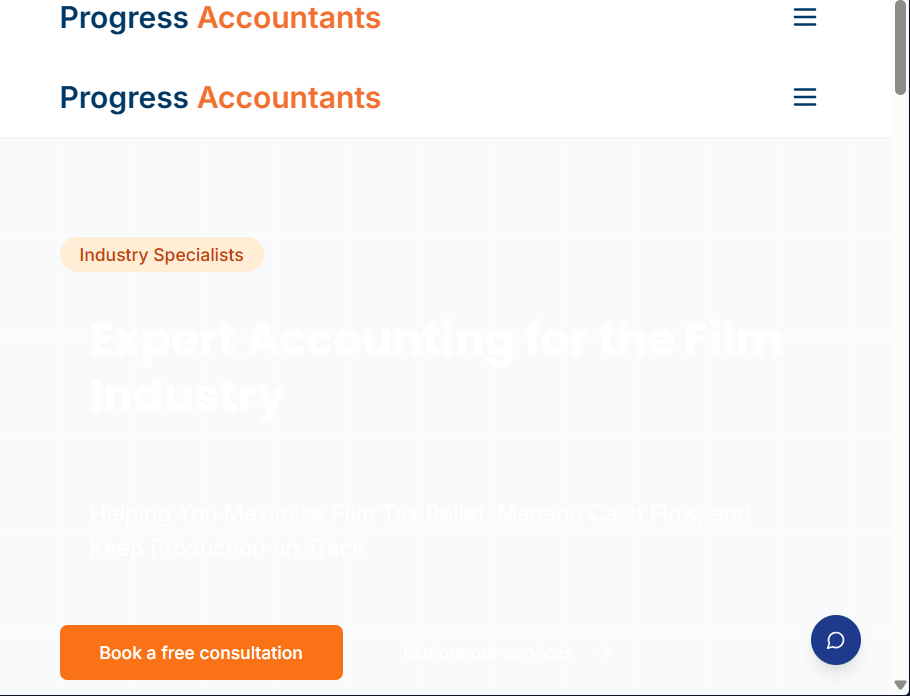 Progress Accountants
Progress Accountants
Industry Specialists
Expert Accounting for the Film
Industry
Helping You Maximise Film Tax Relief, Manage Cash Flow, and
Keep Production on Track
Book a free consultation
Explore our services →